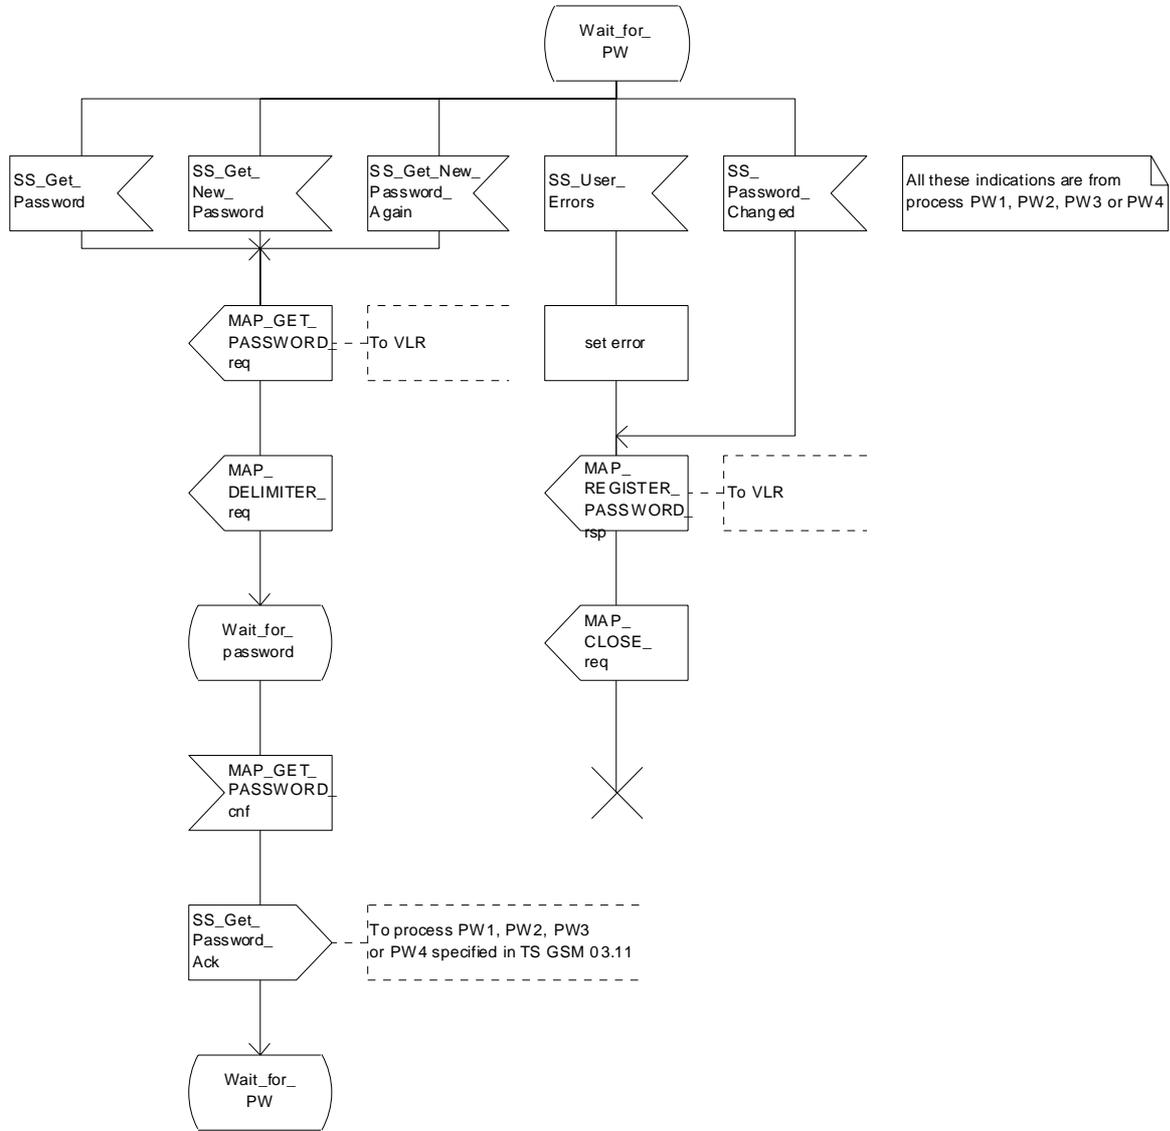 Wait_for_
PW
SS_Get_
Password
SS_Get_
New_
Password
SS_Get_New_
Password_
Again
SS_User_
Errors
SS_
Password_
Changed
All these indications are from
process PW1, PW2, PW3 or PW4
MAP_GET_
PASSWORD_
req
To VLR
set error
MAP_
DELIMITER_
req
MAP_
REGISTER_
PASSWORD_
rsp
To VLR
Wait_for_
password
MAP_
CLOSE_
req
MAP_GET_
PASSWORD_
cnf
SS_Get_
Password_
Ack
To process PW1, PW2, PW3
or PW4 specified in TS GSM 03.11
Wait_for_
PW